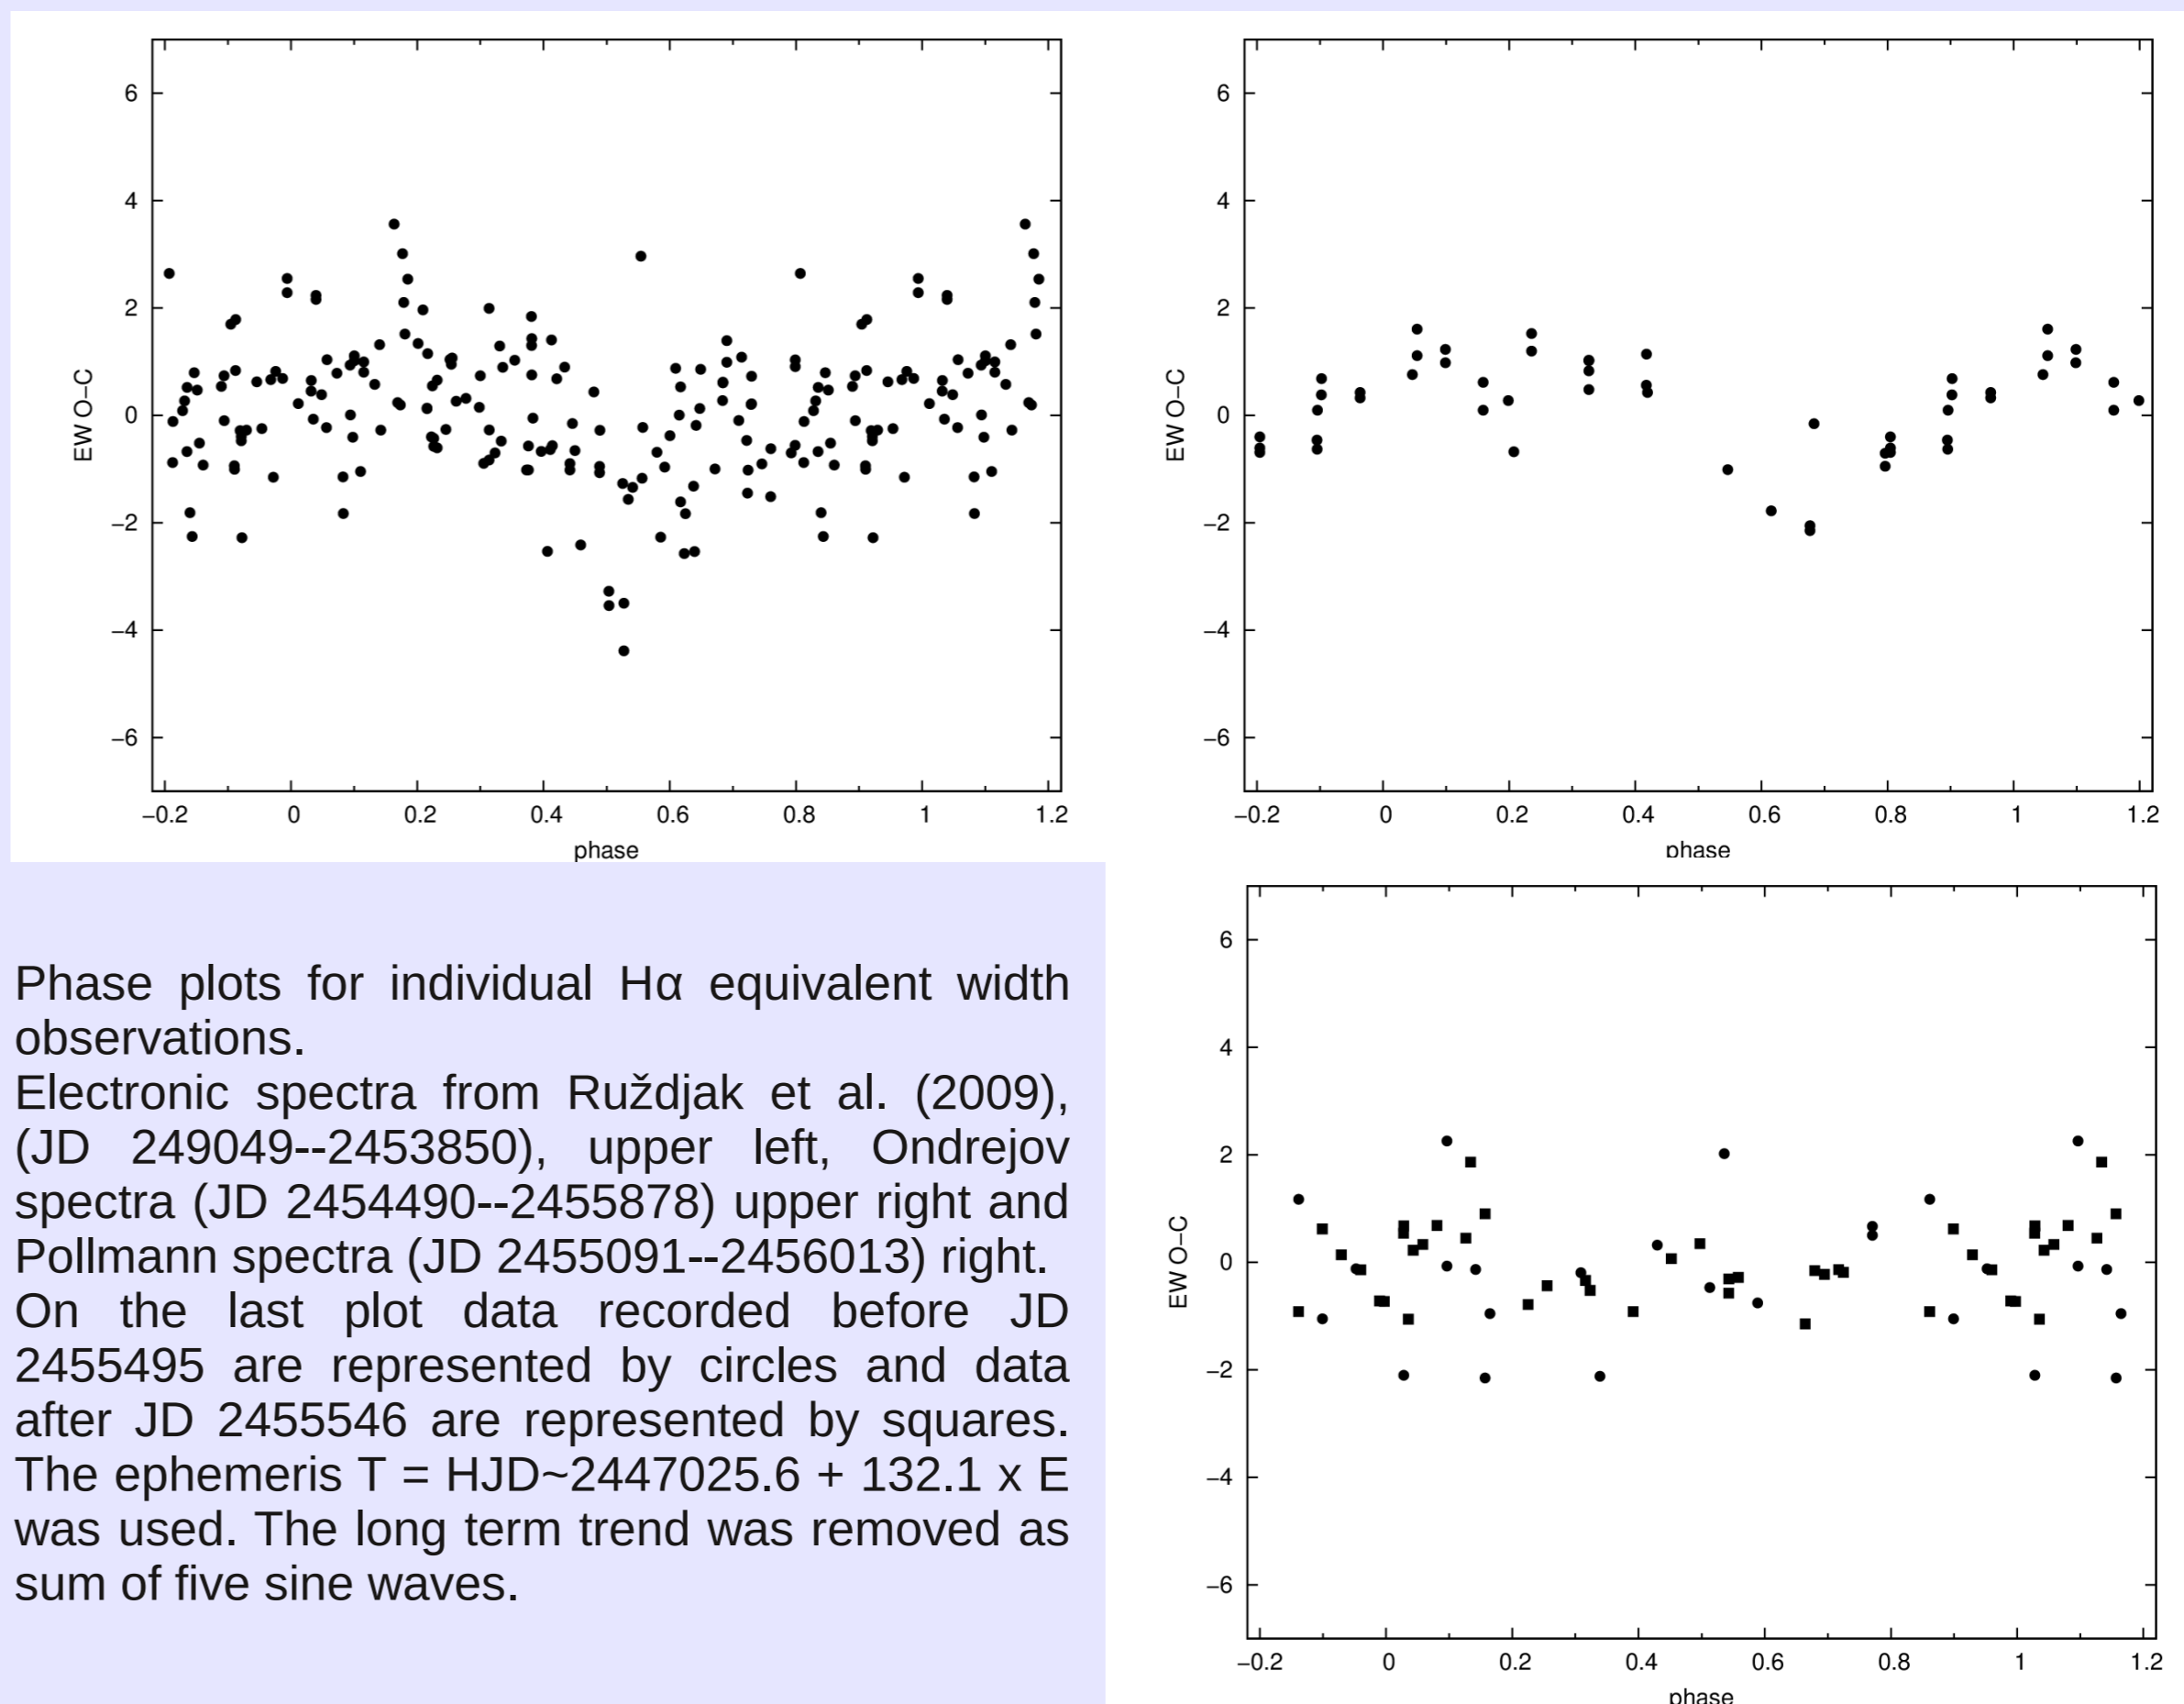 6
4
2
0
−2
−4
−6
EW O−C
−0.2 0 0.2 0.4 0.6 0.8 1 1.2
phase
6
4
2
0
−2
−4
−6
EW O−C
−0.2 0 0.2 0.4 0.6 0.8 1 1.2
phase
Phase plots for individual Hα equivalent width
observations.
Electronic spectra from Ruždjak et al. (2009),
(JD 249049--2453850), upper left, Ondrejov
spectra (JD 2454490--2455878) upper right and
Pollmann spectra (JD 2455091--2456013) right.
On the last plot data recorded before JD
2455495 are represented by circles and data
after JD 2455546 are represented by squares.
The ephemeris T = HJD~2447025.6 + 132.1 x E
was used. The long term trend was removed as
sum of five sine waves.
6
4
2
0
−2
−4
−6
EW O−C
−0.2 0 0.2 0.4 0.6 0.8 1 1.2
phase